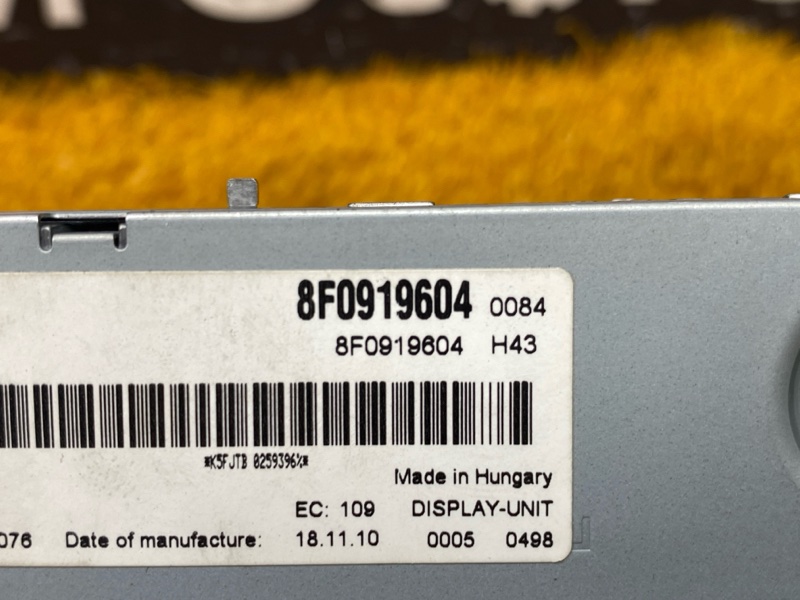 8F0919604 0084
8F0919604 H43
*K5FJTB 0259396%*
Made in Hungary
EC: 109 DISPLAY-UNIT
076 Date of manufacture: 18.11.10 0005 0498